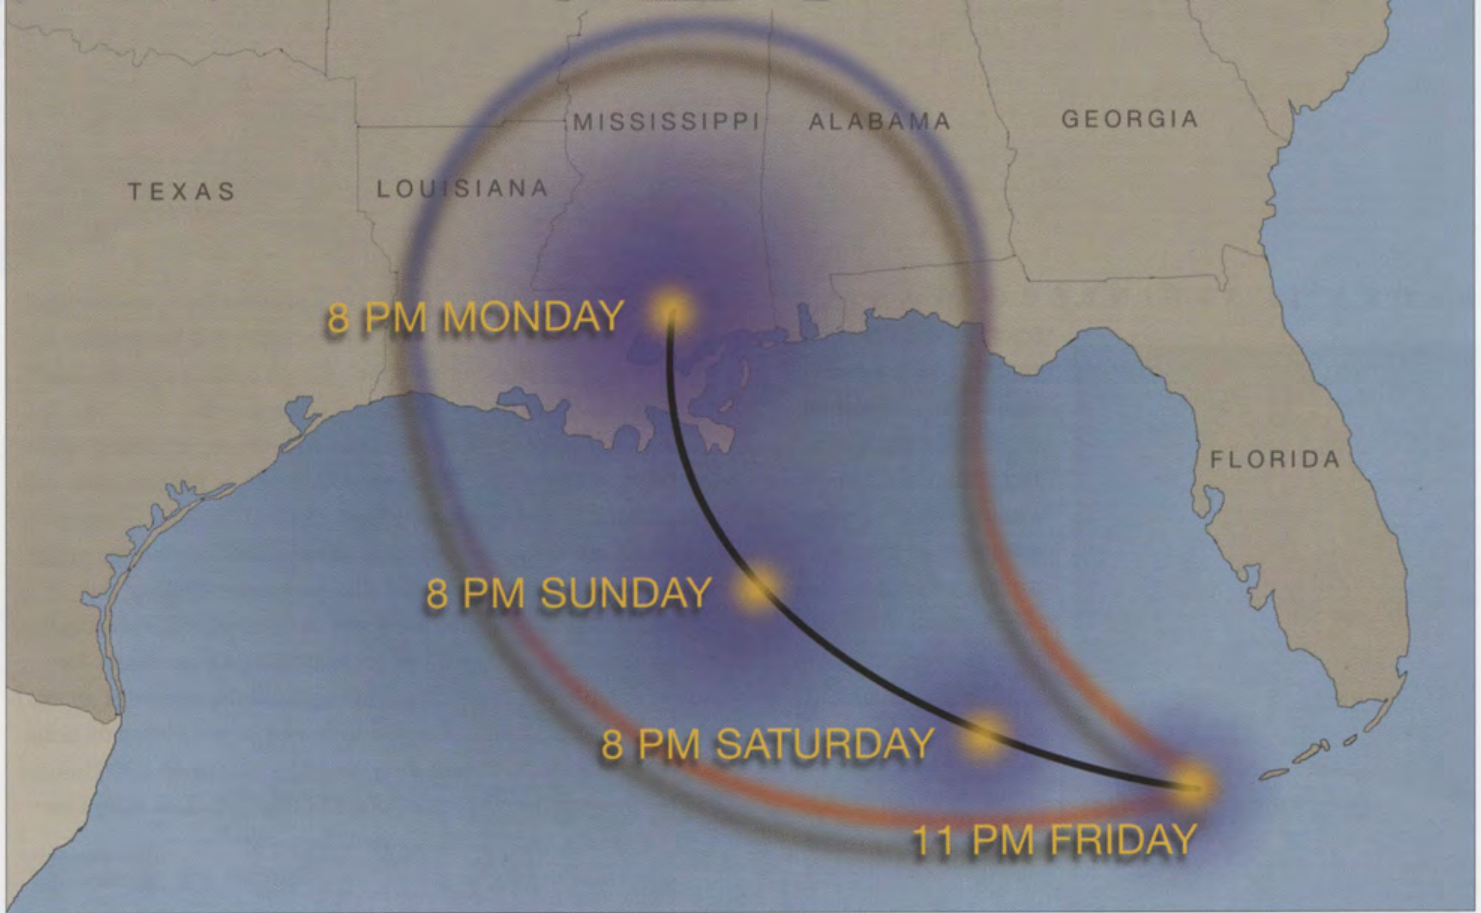 MISSISSIPPI
ALABAMA
GEORGIA
TEXAS
LOUISIANA
8 PM MONDAY
FLORIDA
8 PM SUNDAY
8 PM SATURDAY
11 PM FRIDAY